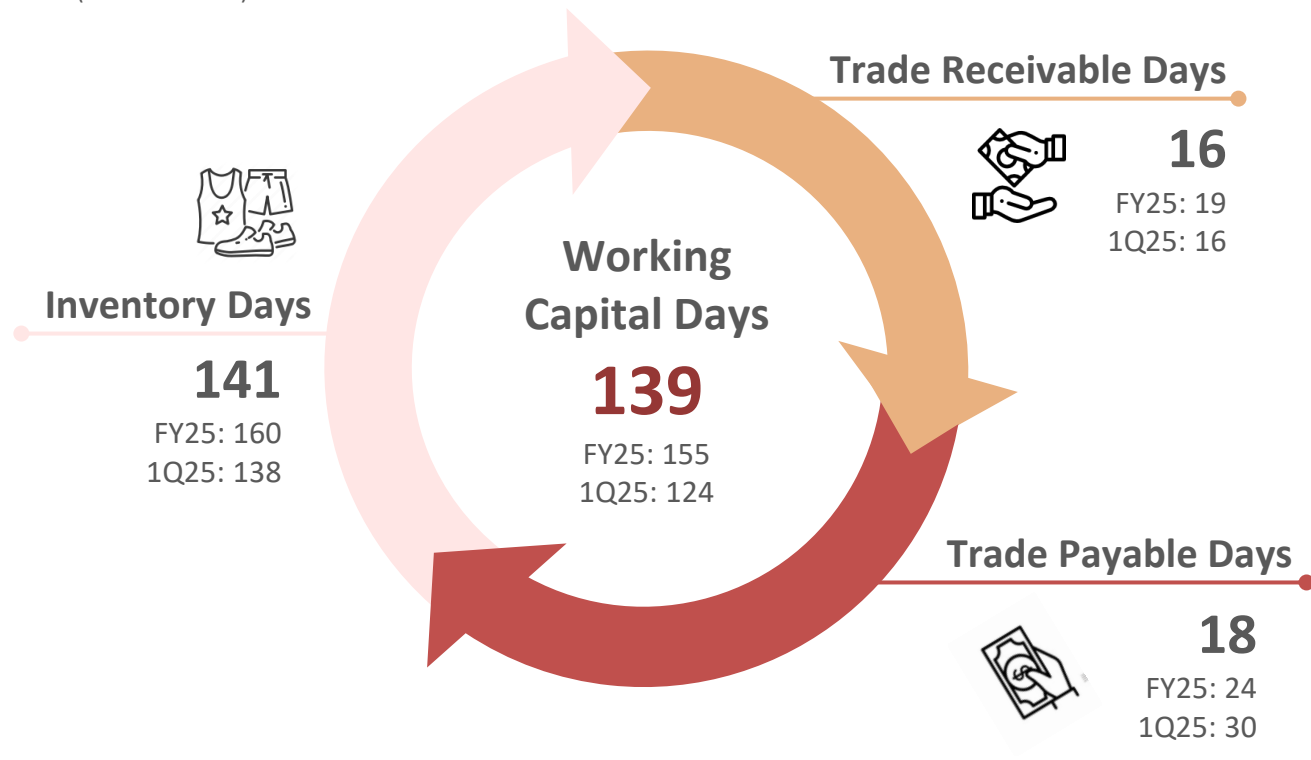 Trade Receivable Days
16
FY25: 19
1Q25: 16
Inventory Days
141
FY25: 160
1Q25: 138
Working
Capital Days
139
FY25: 155
1Q25: 124
Trade Payable Days
18
FY25: 24
1Q25: 30